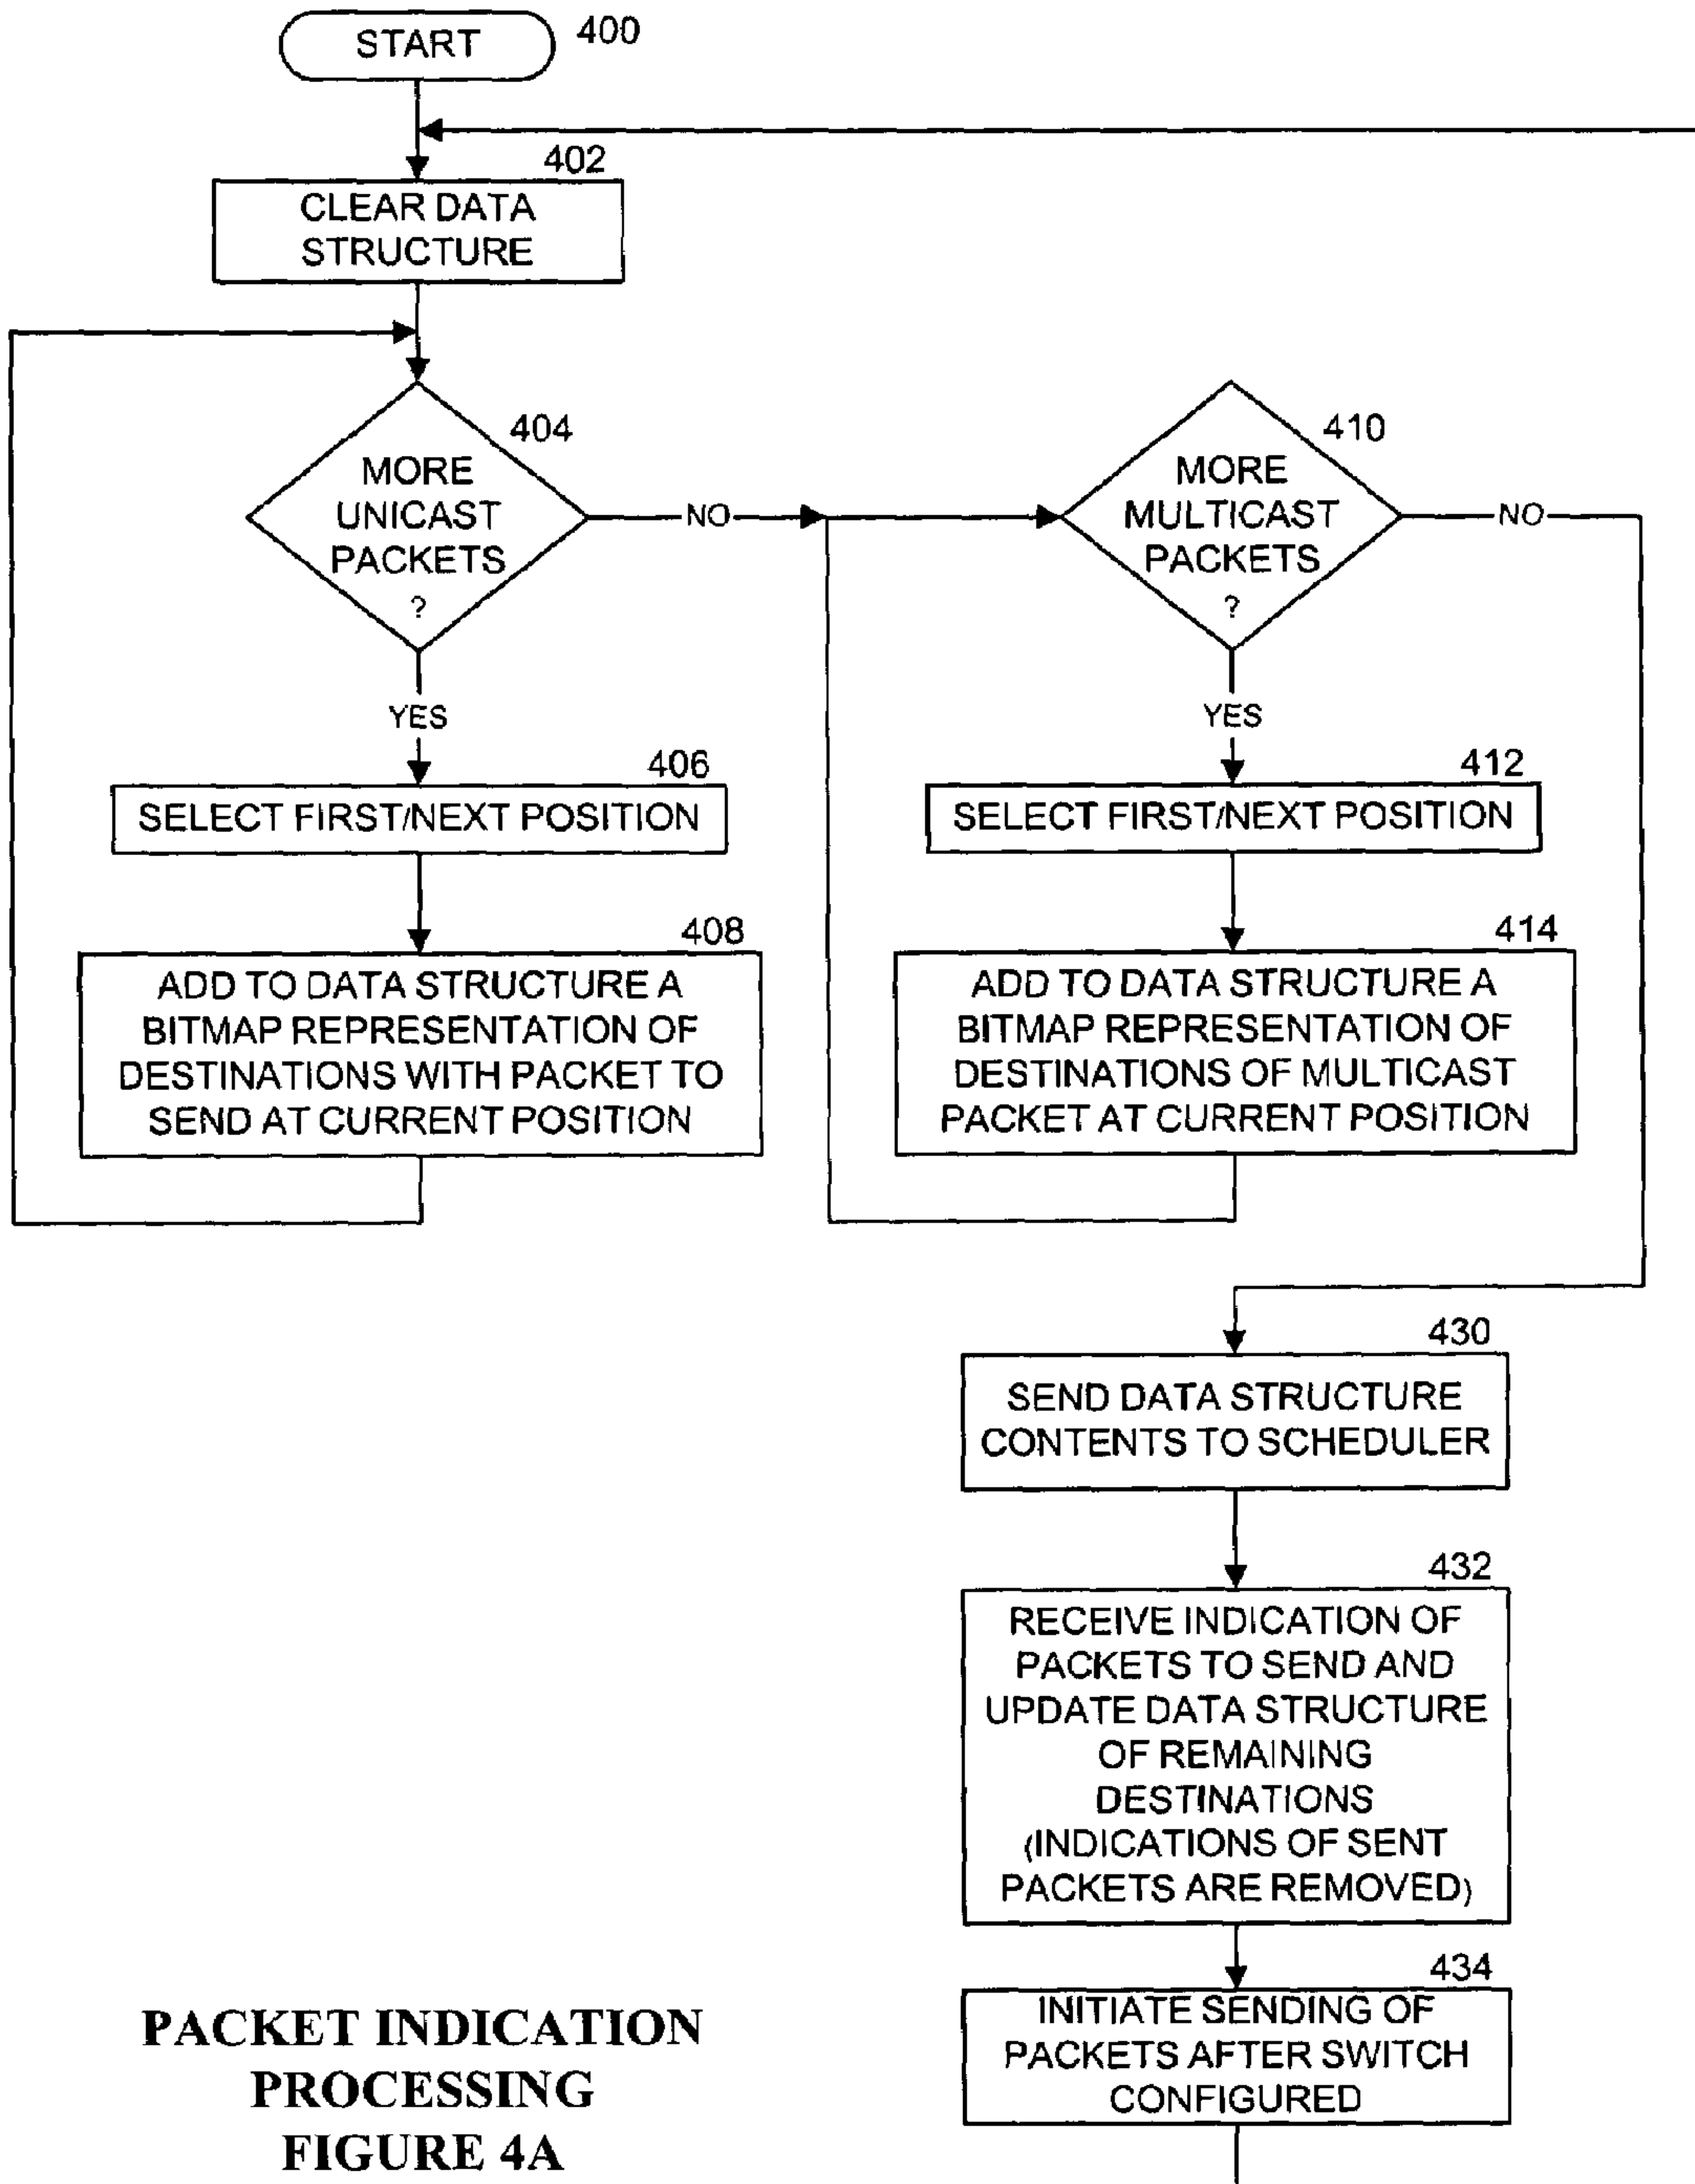 START
400
402
CLEAR DATA
STRUCTURE
404
MORE
UNICAST
PACKETS
?
NO
410
MORE
MULTICAST
PACKETS
?
NO
YES
YES
406
SELECT FIRST/NEXT POSITION
412
SELECT FIRST/NEXT POSITION
408
ADD TO DATA STRUCTURE A
BITMAP REPRESENTATION OF
DESTINATIONS WITH PACKET TO
SEND AT CURRENT POSITION
414
ADD TO DATA STRUCTURE A
BITMAP REPRESENTATION OF
DESTINATIONS OF MULTICAST
PACKET AT CURRENT POSITION
430
SEND DATA STRUCTURE
CONTENTS TO SCHEDULER
432
RECEIVE INDICATION OF
PACKETS TO SEND AND
UPDATE DATA STRUCTURE
OF REMAINING
DESTINATIONS
(INDICATIONS OF SENT
PACKETS ARE REMOVED)
434
INITIATE SENDING OF
PACKETS AFTER SWITCH
CONFIGURED
PACKET INDICATION
PROCESSING
FIGURE 4A